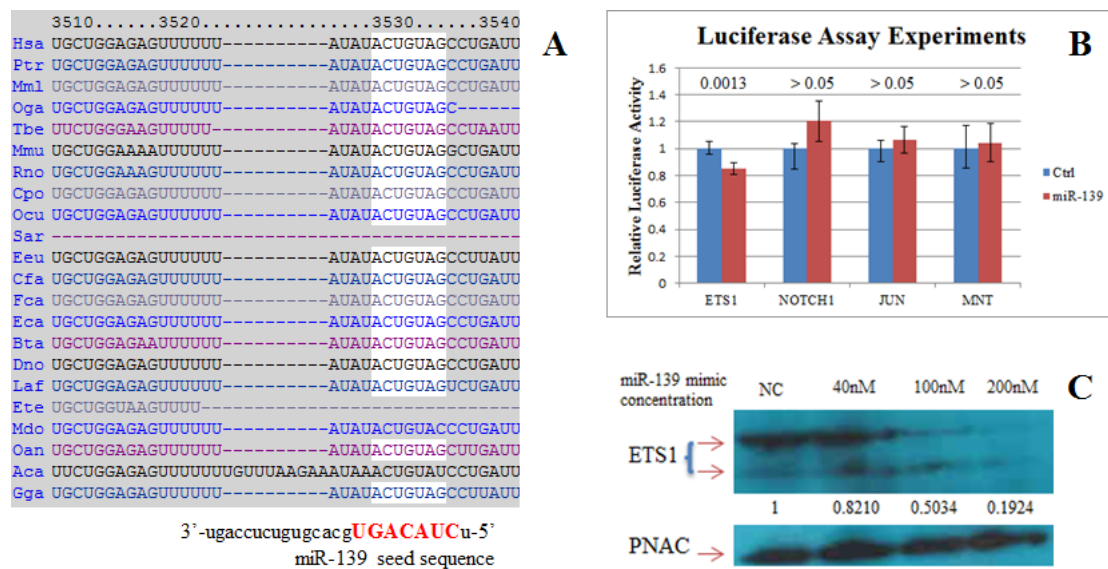 3510......3520......3530......3540
Hsa UGCUGGAGAGUUUUUU----------AUAUACUGUAGCCUGAUU
Ptr UGCUGGAGAGUUUUUU----------AUAUACUGUAGCCUGAUU
Mml UGCUGGAGAGUUUUUU----------AUAUACUGUAGCCUGAUU
Oga UGCUGGAGAGUUUUUU----------AUAUACUGUAGC------
Tbe UUCUGGGAAGUUUUU-----------AUAUACUGUAGCCUAAUU
Mmu UGCUGGAAAAUUUUUU----------AUAUACUGUAGGCUGAUU
Rno UGCUGGAAAGUUUUUU----------AUAUACUGUAGCCUGAUU
Cpo UGCUGGAGAGUUUUUU----------AUAUACUGUAGCCUGAUU
Ocu UGCUGGAGAGUUUUUU----------AUAUACUGUAGCCUGAUU
Sar --------------------------------------------
Eeu UGCUGGAGAGUUUUUU----------AUAUACUGUAGCCUUAUU
Cfa UGCUGGAGAGUUUUUU----------AUAUACUGUAGCCUGAUU
Fca UGCUGGAGAGUUUUUU----------AUAUACUGUAGCCUGAUU
Eca UGCUGGAGAGUUUUUU----------AUAUACUGUAGCCUGAUU
Bta UGCUGGAGAAUUUUUU----------AUAUACUGUAGCCUGAUU
Dno UGCUGGAGAGUUUUUU----------AUAUACUGUAGCCUGAUU
Laf UGCUGGAGAGUUUUUU----------AUAUACUGUAGUCUGAUU
Ete UGCUGGUAAGUUUU------------------------------
Mdo UGCUGGAGAGUUUUUU----------AUAUACUGUACCCUGAUU
Oan UGCUGGAGAGUUUUUU----------AUAUACUGUAGCUUGAUU
Aca UUCUGGAGAGUUUUUUUGUUUAAGAAAUAAACUGUAUCCUGAUU
Gga UGCUGGAGAGUUUUUU----------AUAUACUGUAGCCUUAUU
3'-ugaccucugugcacgUGACAUCu-5'
miR-139 seed sequence
A
Luciferase Assay Experiments
B
Relative Luciferase Activity
1.6
1.4
1.2
1
0.8
0.6
0.4
0.2
0
0.0013 > 0.05 > 0.05 > 0.05
ETS1 NOTCH1 JUN MNT
Ctrl
miR-139
C
miR-139 mimic
concentration
NC 40nM 100nM 200nM
ETS1
1 0.8210 0.5034 0.1924
PNAC